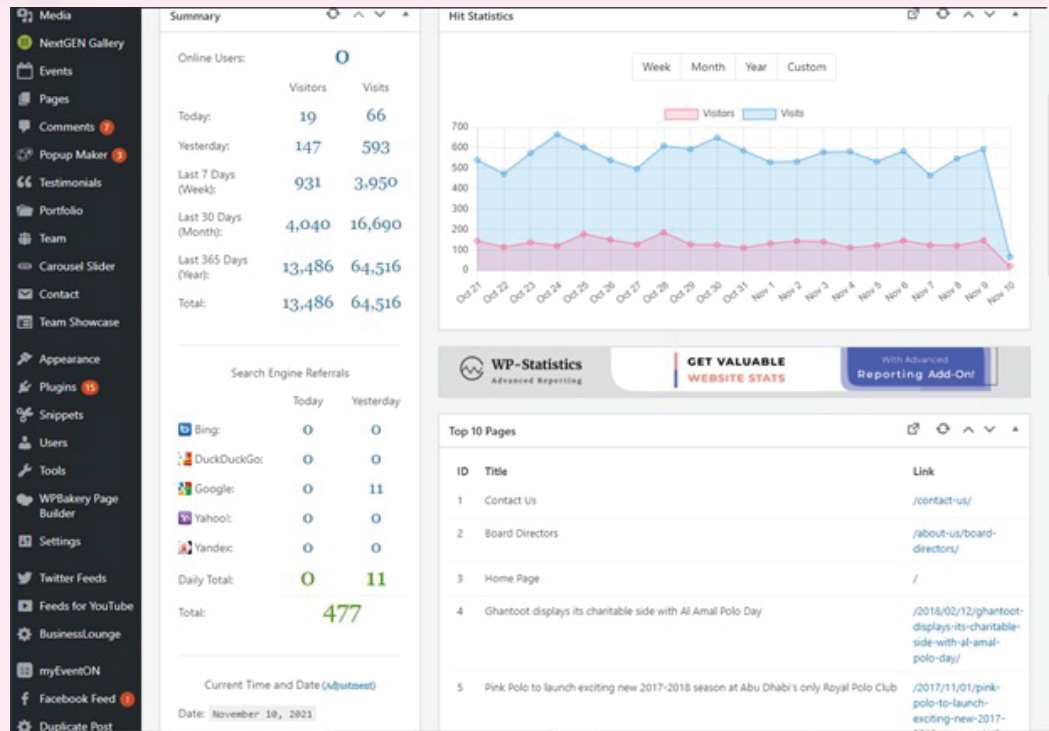 Media
NextGEN Gallery
Events
Pages
Comments 7
Popup Maker 3
Testimonials
Portfolio
Team
Carousel Slider
Contact
Team Showcase
Appearance
Plugins 15
Snippets
Users
Tools
WPBakery Page
Builder
Settings
Twitter Feeds
Feeds for YouTube
BusinessLounge
myEventON
Facebook Feed 1
Duplicate Post
Summary
Online Users: 0
Visitors Visits
Today: 19 66
Yesterday: 147 593
Last 7 Days
(Week): 931 3,950
Last 30 Days
(Month): 4,040 16,690
Last 365 Days
(Year): 13,486 64,516
Total: 13,486 64,516
Search Engine Referrals
Today Yesterday
Bing: 0 0
DuckDuckGo: 0 0
Google: 0 11
Yahoo!: 0 0
Yandex: 0 0
Daily Total: 0 11
Total: 477
Current Time and Date (Adjustment)
Date: November 10, 2021
Hit Statistics
Week Month Year Custom
Visitors Visits
700
600
500
400
300
200
100
0
Oct 21 Oct 22 Oct 23 Oct 24 Oct 25 Oct 26 Oct 27 Oct 28 Oct 29 Oct 30 Oct 31 Nov 1 Nov 2 Nov 3 Nov 4 Nov 5 Nov 6 Nov 7 Nov 8 Nov 9 Nov 10
WP-Statistics
Advanced Reporting
GET VALUABLE
WEBSITE STATS
With Advanced
Reporting Add-On!
Top 10 Pages
ID Title Link
1 Contact Us /contact-us/
2 Board Directors /about-us/board-
directors/
3 Home Page /
4 Ghantoot displays its charitable side with Al Amal Polo Day /2018/02/12/ghantoot-
displays-its-charitable-
side-with-al-amal-
polo-day/
5 Pink Polo to launch exciting new 2017-2018 season at Abu Dhabi's only Royal Polo Club /2017/11/01/pink-
polo-to-launch-
exciting-new-2017-